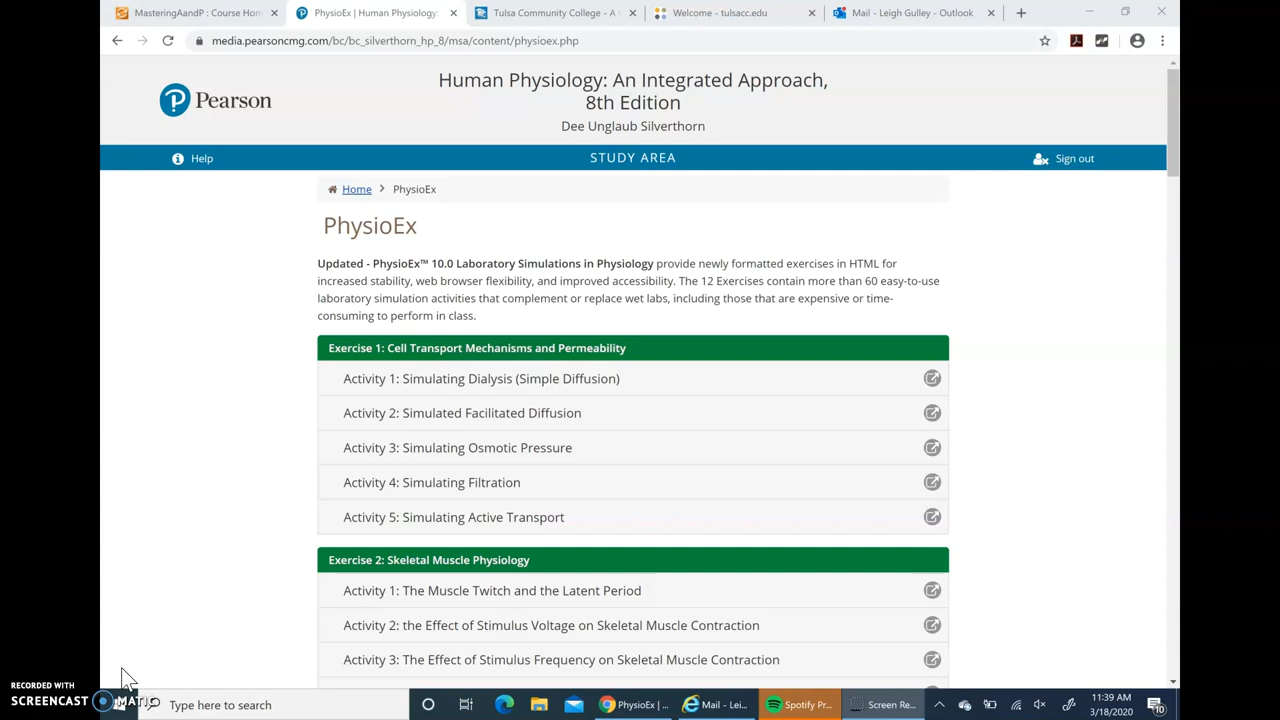 MasteringAandP : Course Hom
PhysioEx | Human Physiology:
Tulsa Community College - A C
Welcome - tulsacc.edu
Mail - Leigh Gulley - Outlook
media.pearsoncmg.com/bc/bc_silverthorn_hp_8/msa/content/physioex.php
Pearson
Human Physiology: An Integrated Approach,
8th Edition
Dee Unglaub Silverthorn
Help
STUDY AREA
Sign out
Home > PhysioEx
PhysioEx
Updated - PhysioEx™ 10.0 Laboratory Simulations in Physiology provide newly formatted exercises in HTML for
increased stability, web browser flexibility, and improved accessibility. The 12 Exercises contain more than 60 easy-to-use
laboratory simulation activities that complement or replace wet labs, including those that are expensive or time-
consuming to perform in class.
Exercise 1: Cell Transport Mechanisms and Permeability
Activity 1: Simulating Dialysis (Simple Diffusion)
Activity 2: Simulated Facilitated Diffusion
Activity 3: Simulating Osmotic Pressure
Activity 4: Simulating Filtration
Activity 5: Simulating Active Transport
Exercise 2: Skeletal Muscle Physiology
Activity 1: The Muscle Twitch and the Latent Period
Activity 2: the Effect of Stimulus Voltage on Skeletal Muscle Contraction
Activity 3: The Effect of Stimulus Frequency on Skeletal Muscle Contraction
RECORDED WITH
SCREENCAST MATIC
Type here to search
PhysioEx | ...
Mail - Lei...
Spotify Pr...
Screen Re...
11:39 AM
3/18/2020
10